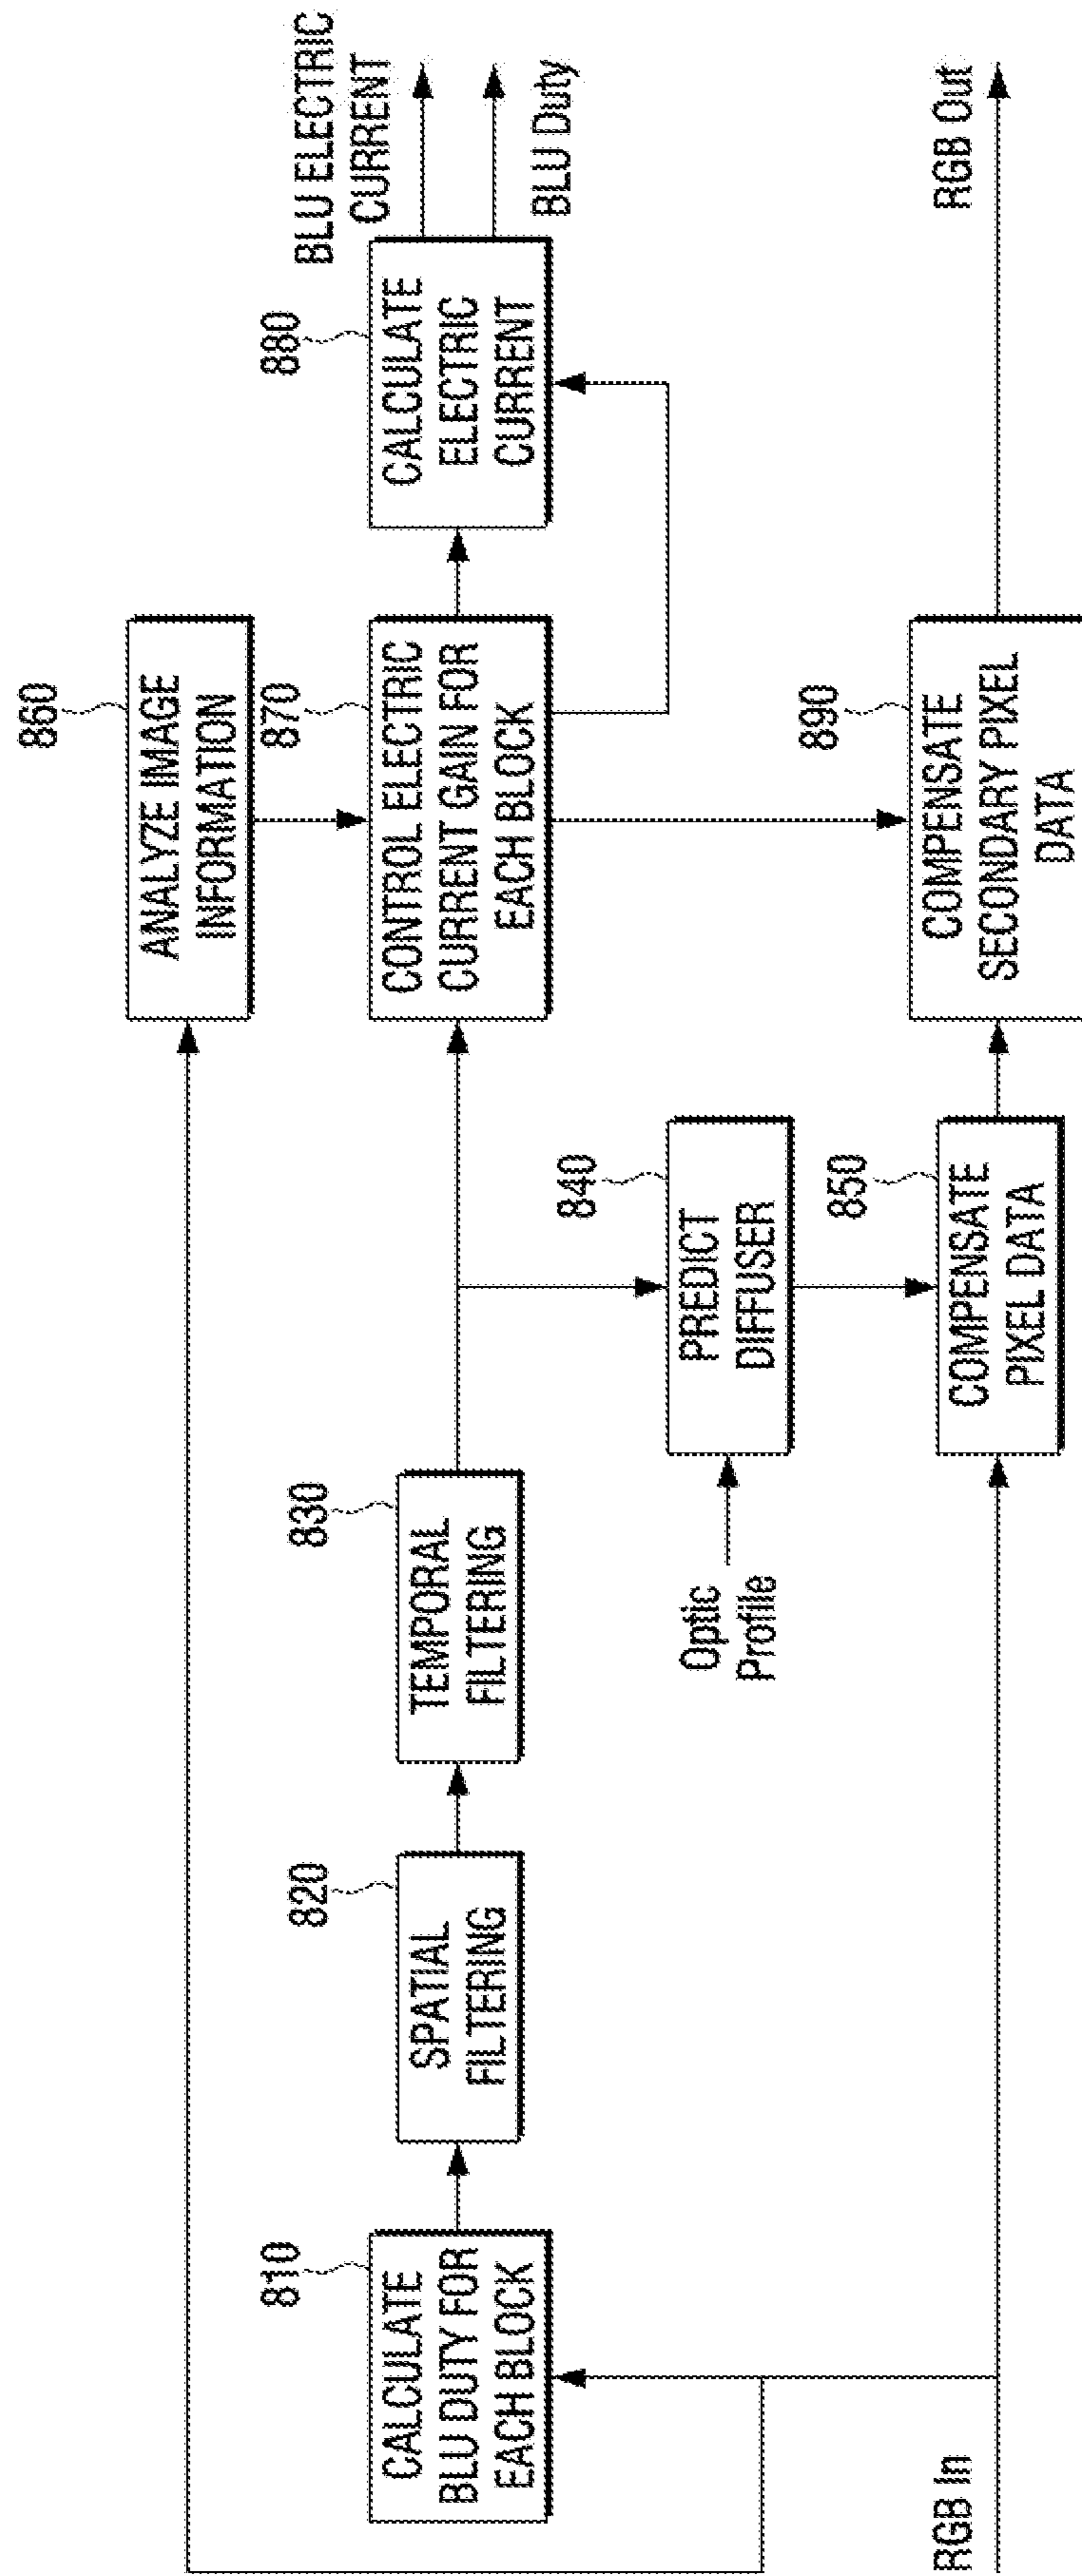 860
ANALYZE IMAGE
INFORMATION
BLU ELECTRIC
CURRENT
810
CALCULATE
BLU DUTY FOR
EACH BLOCK
820
SPATIAL
FILTERING
830
TEMPORAL
FILTERING
870
CONTROL ELECTRIC
CURRENT GAIN FOR
EACH BLOCK
880
CALCULATE
ELECTRIC
CURRENT
BLU Duty
Optic
Profile
840
PREDICT
DIFFUSER
RGB In
850
COMPENSATE
PIXEL DATA
890
COMPENSATE
SECONDARY PIXEL
DATA
RGB Out